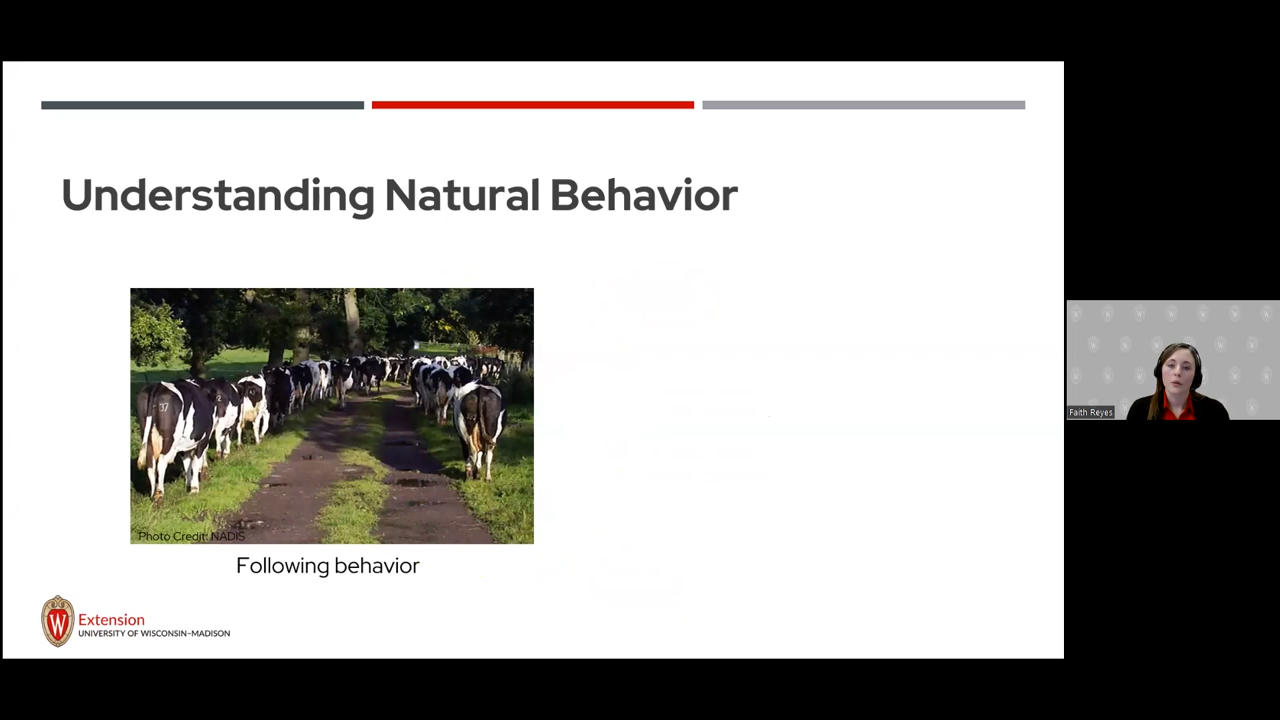 Understanding Natural Behavior
37
Photo Credit: NADIS
Following behavior
W
Extension
UNIVERSITY OF WISCONSIN–MADISON
Faith Reyes